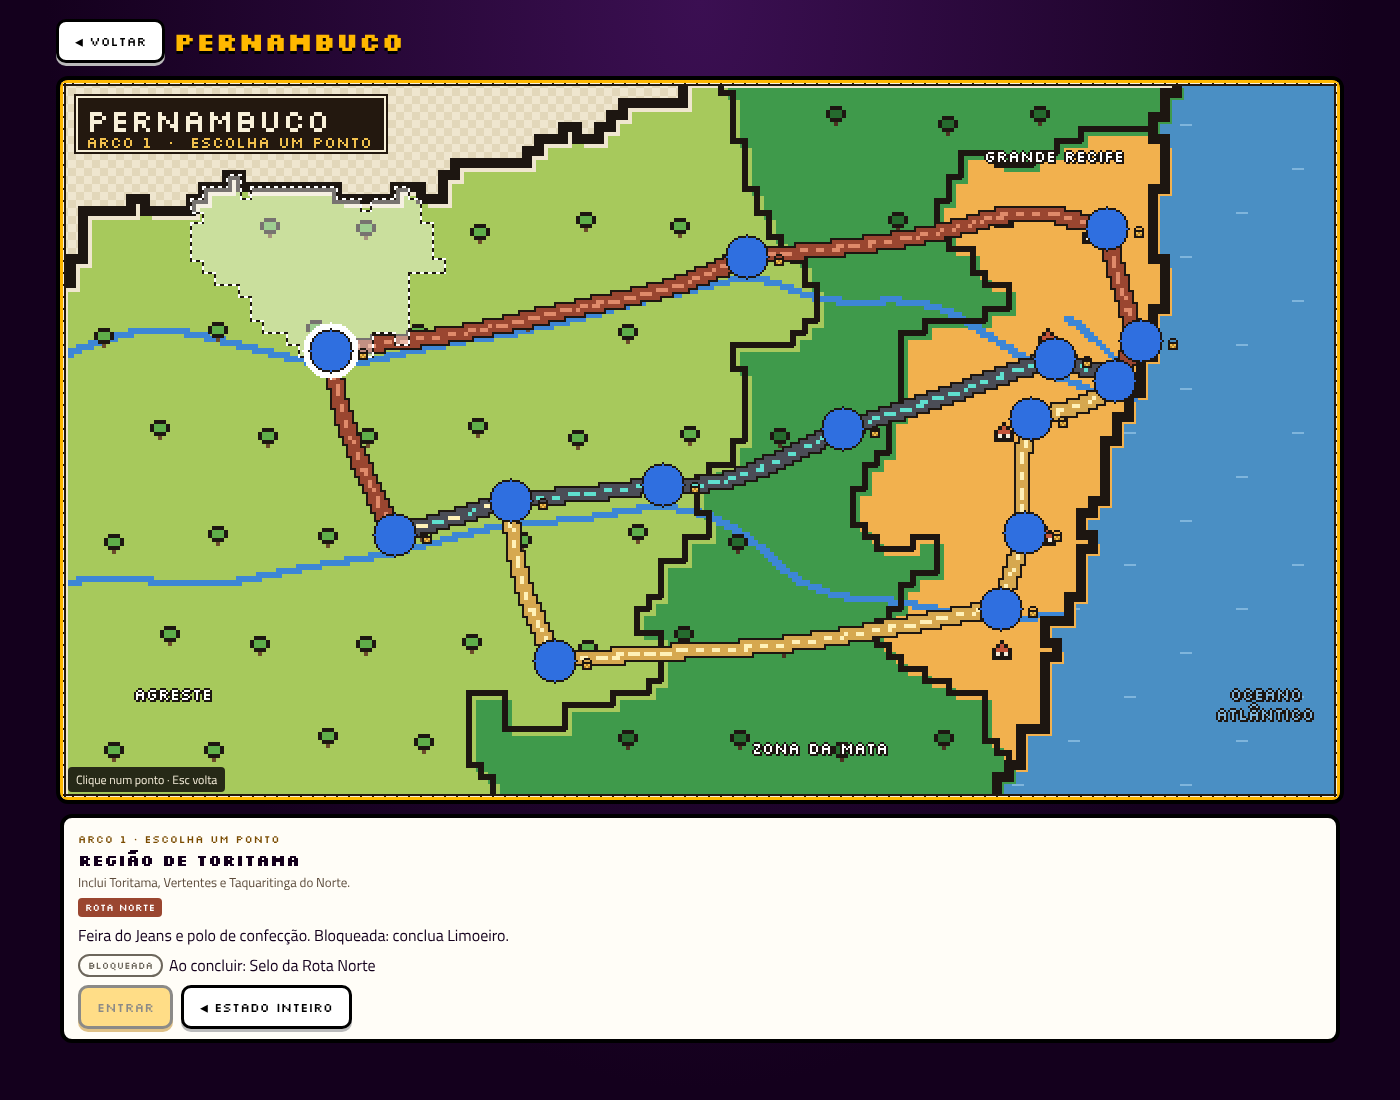 ◄ VOLTAR
PERNAMBUCO
PERNAMBUCO
ARCO 1 · ESCOLHA UM PONTO
GRANDE RECIFE
AGRESTE
OCEANO
ATLÂNTICO
ZONA DA MATA
Clique num ponto · Esc volta
ARCO 1 · ESCOLHA UM PONTO
REGIÃO DE TORITAMA
Inclui Toritama, Vertentes e Taquaritinga do Norte.
ROTA NORTE
Feira do Jeans e polo de confecção. Bloqueada: conclua Limoeiro.
BLOQUEADA Ao concluir: Selo da Rota Norte
ENTRAR ◄ ESTADO INTEIRO